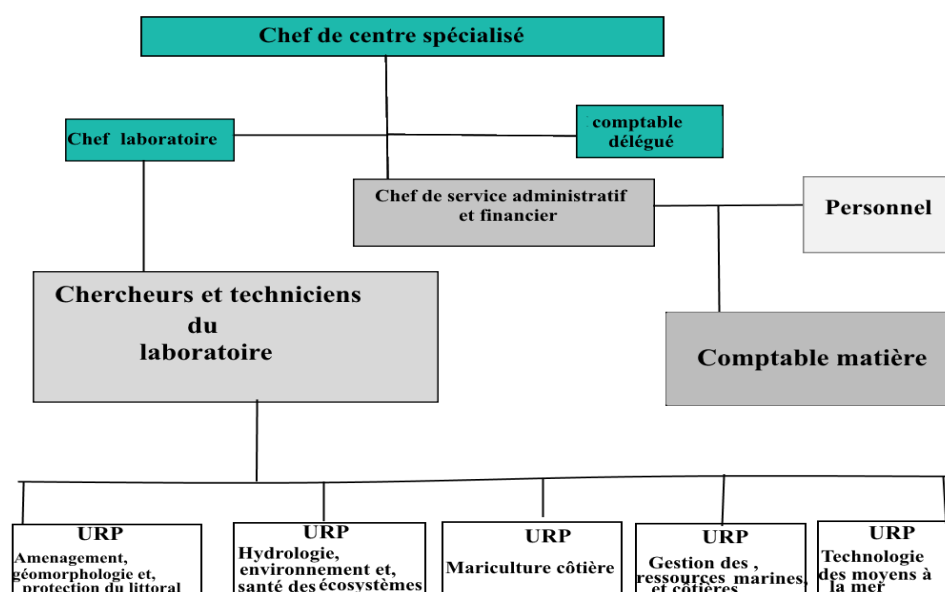 Chef de centre spécialisé
Chef laboratoire
comptable
délégué
Chef de service administratif
et financier
Personnel
Chercheurs et techniciens
du
laboratoire
Comptable matière
URP
Amenagement,
géomorphologie et,
protection du littoral
URP
Hydrologie,
environnement et,
santé des écosystèmes
URP
Mariculture côtière
URP
Gestion des ,
ressources marines,
et côtières
URP
Technologie
des moyens à
la mer